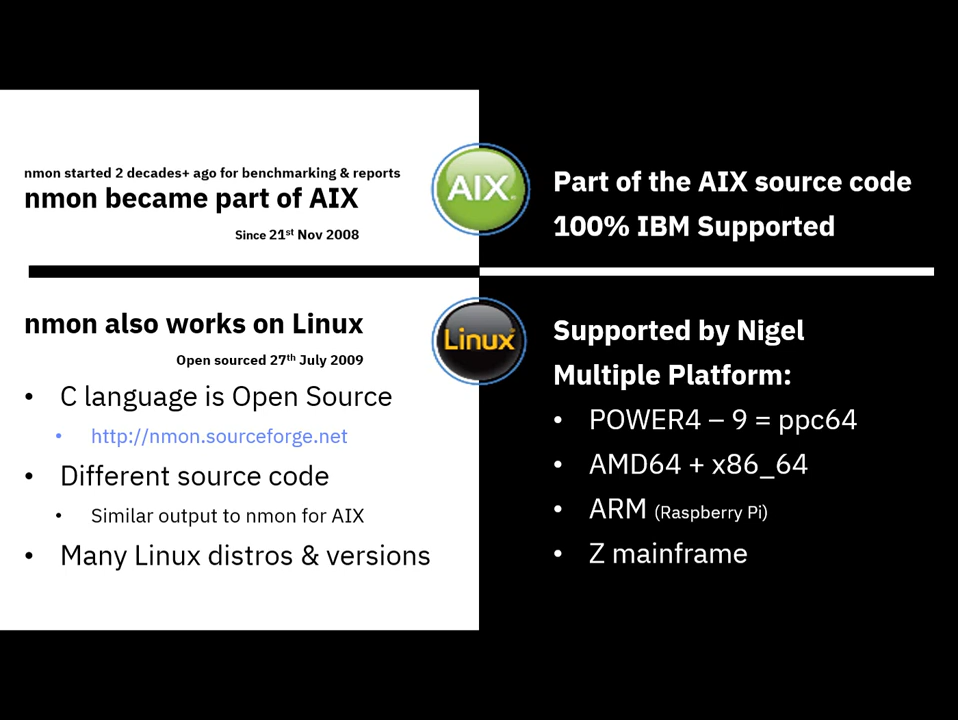 nmon started 2 decades+ ago for benchmarking & reports
nmon became part of AIX
Since 21st Nov 2008
AIX
Part of the AIX source code
100% IBM Supported
nmon also works on Linux
Open sourced 27th July 2009
• C language is Open Source
• http://nmon.sourceforge.net
• Different source code
• Similar output to nmon for AIX
• Many Linux distros & versions
Linux
Supported by Nigel
Multiple Platform:
• POWER4 – 9 = ppc64
• AMD64 + x86_64
• ARM (Raspberry Pi)
• Z mainframe